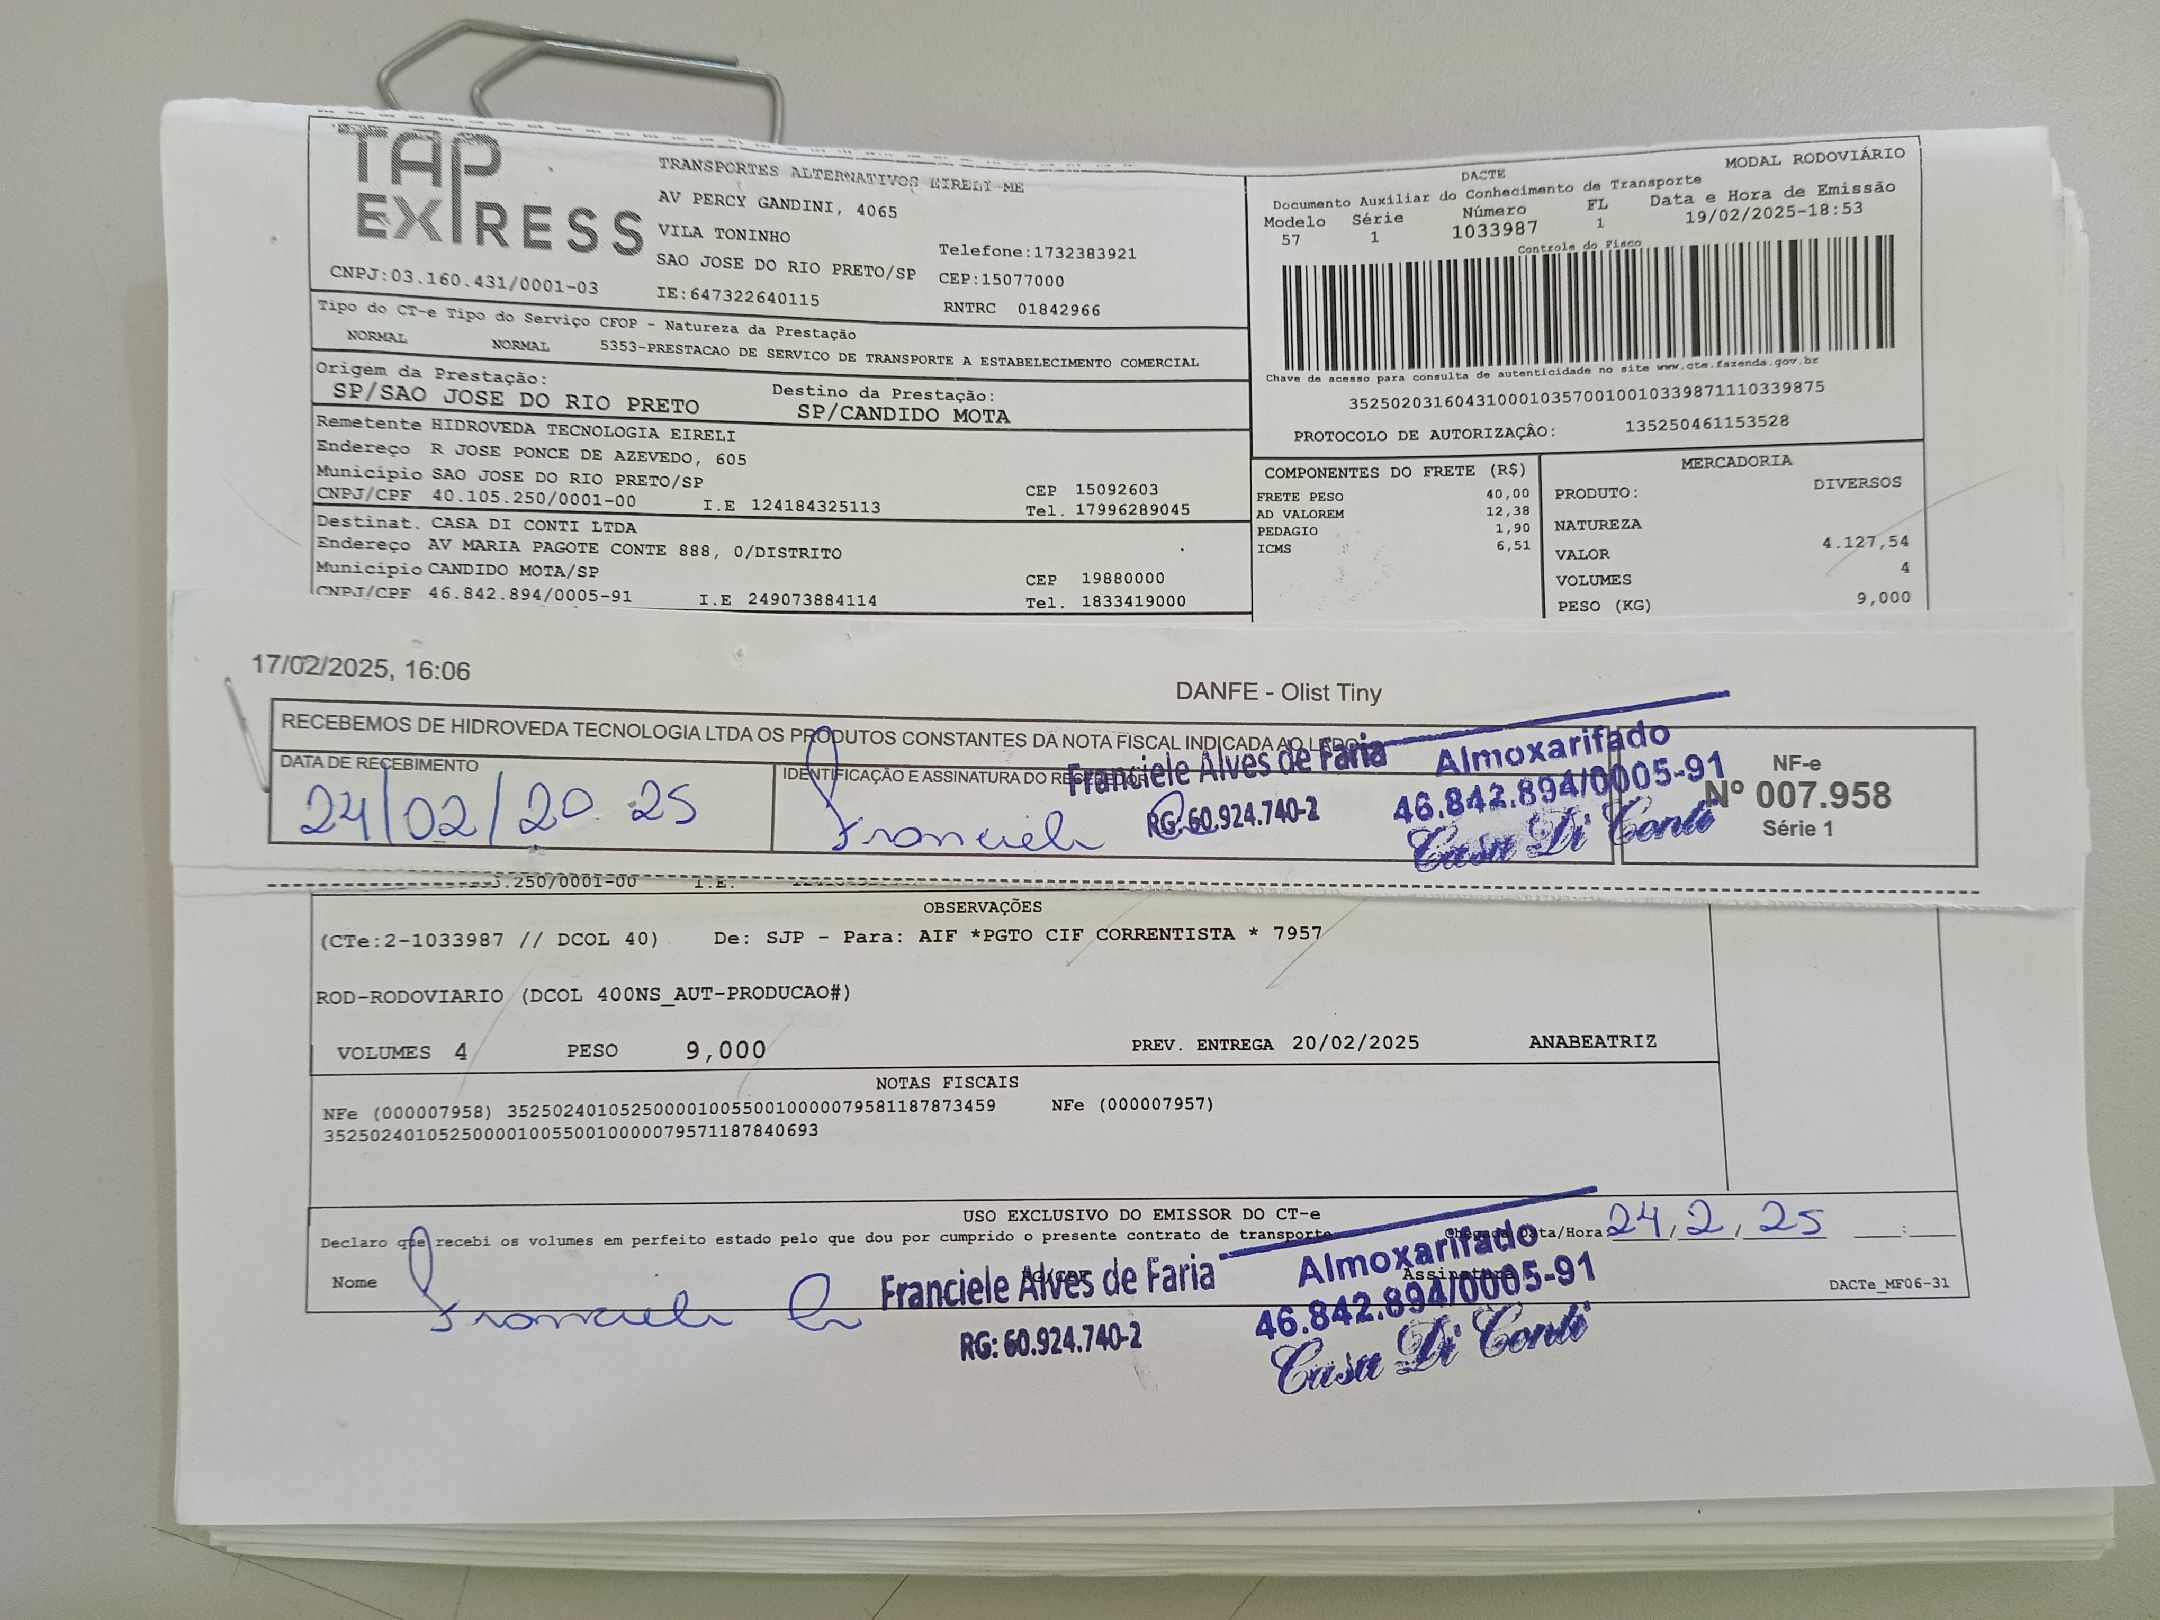 TAP EXPRESS
TRANSPORTES ALTERNATIVOS EIRELI-ME
AV PERCY GANDINI, 4065
VILA TONINHO
Telefone:1732383921
SAO JOSE DO RIO PRETO/SP CEP:15077000
CNPJ:03.160.431/0001-03 IE:647322640115 RNTRC 01842966
MODAL RODOVIÁRIO
DACTE
Documento Auxiliar do Conhecimento de Transporte
Modelo Série Número FL Data e Hora de Emissão
57 1 1033987 1 19/02/2025-18:53
Controle do Fisco
Chave de acesso para consulta de autenticidade no site www.cte.fazenda.gov.br
35250203160431000103570010010339871110339875
PROTOCOLO DE AUTORIZAÇÃO: 135250461153528
Tipo do CT-e Tipo do Serviço CFOP - Natureza da Prestação
NORMAL NORMAL 5353-PRESTACAO DE SERVICO DE TRANSPORTE A ESTABELECIMENTO COMERCIAL
Origem da Prestação: Destino da Prestação:
SP/SAO JOSE DO RIO PRETO SP/CANDIDO MOTA
Remetente HIDROVEDA TECNOLOGIA EIRELI
Endereço R JOSE PONCE DE AZEVEDO, 605
Municipio SAO JOSE DO RIO PRETO/SP CEP 15092603
CNPJ/CPF 40.105.250/0001-00 I.E 124184325113 Tel. 17996289045
Destinat. CASA DI CONTI LTDA
Endereço AV MARIA PAGOTE CONTE 888, 0/DISTRITO
Municipio CANDIDO MOTA/SP CEP 19880000
CNPJ/CPF 46.842.894/0005-91 I.E 249073884114 Tel. 1833419000
COMPONENTES DO FRETE (R$)
FRETE PESO 40,00
AD VALOREM 12,38
PEDAGIO 1,90
ICMS 6,51
MERCADORIA
PRODUTO: DIVERSOS
NATUREZA
VALOR 4.127,54
VOLUMES 4
PESO (KG) 9,000
17/02/2025, 16:06 DANFE - Olist Tiny
RECEBEMOS DE HIDROVEDA TECNOLOGIA LTDA OS PRODUTOS CONSTANTES DA NOTA FISCAL INDICADA AO LADO
DATA DE RECEBIMENTO
24/02/2025
IDENTIFICAÇÃO E ASSINATURA DO RECEBEDOR
Franciele Alves de Faria
RG: 60.924.740-2
Almoxarifado
46.842.894/0005-91
Casa Di Conti
NF-e
Nº 007.958
Série 1
.250/0001-00 I.E.
OBSERVAÇÕES
(CTe:2-1033987 // DCOL 40) De: SJP - Para: AIF *PGTO CIF CORRENTISTA * 7957
ROD-RODOVIARIO (DCOL 400NS_AUT-PRODUCAO#)
VOLUMES 4 PESO 9,000 PREV. ENTREGA 20/02/2025 ANABEATRIZ
NOTAS FISCAIS
NFe (000007958) 35250240105250000100550010000079581187873459 NFe (000007957)
35250240105250000100550010000079571187840693
USO EXCLUSIVO DO EMISSOR DO CT-e
Declaro que recebi os volumes em perfeito estado pelo que dou por cumprido o presente contrato de transporte
Chegada Data/Hora: 24, 2, 25 :
Nome
Assinatura
DACTe_MF06-31
Franciele Alves de Faria
RG: 60.924.740-2
Almoxarifado
46.842.894/0005-91
Casa Di Conti